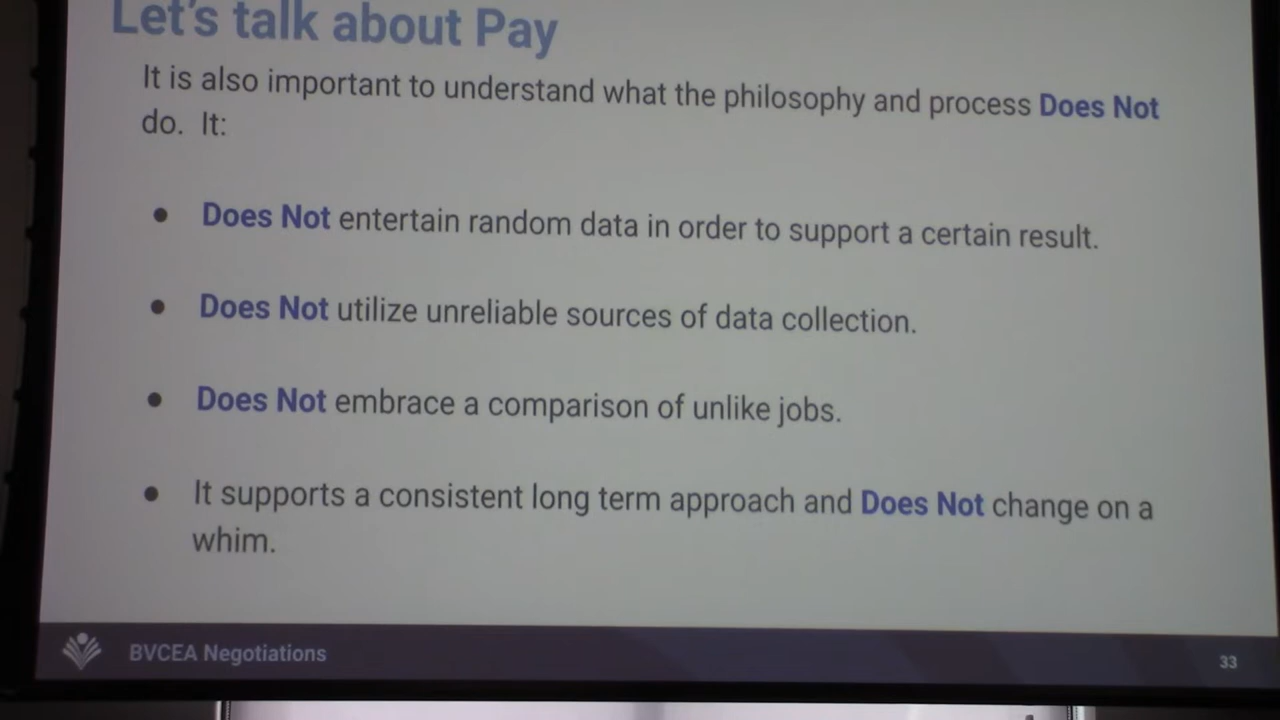 Let's talk about Pay
It is also important to understand what the philosophy and process Does Not
do. It:
● Does Not entertain random data in order to support a certain result.
● Does Not utilize unreliable sources of data collection.
● Does Not embrace a comparison of unlike jobs.
● It supports a consistent long term approach and Does Not change on a
whim.
BVCEA Negotiations
33